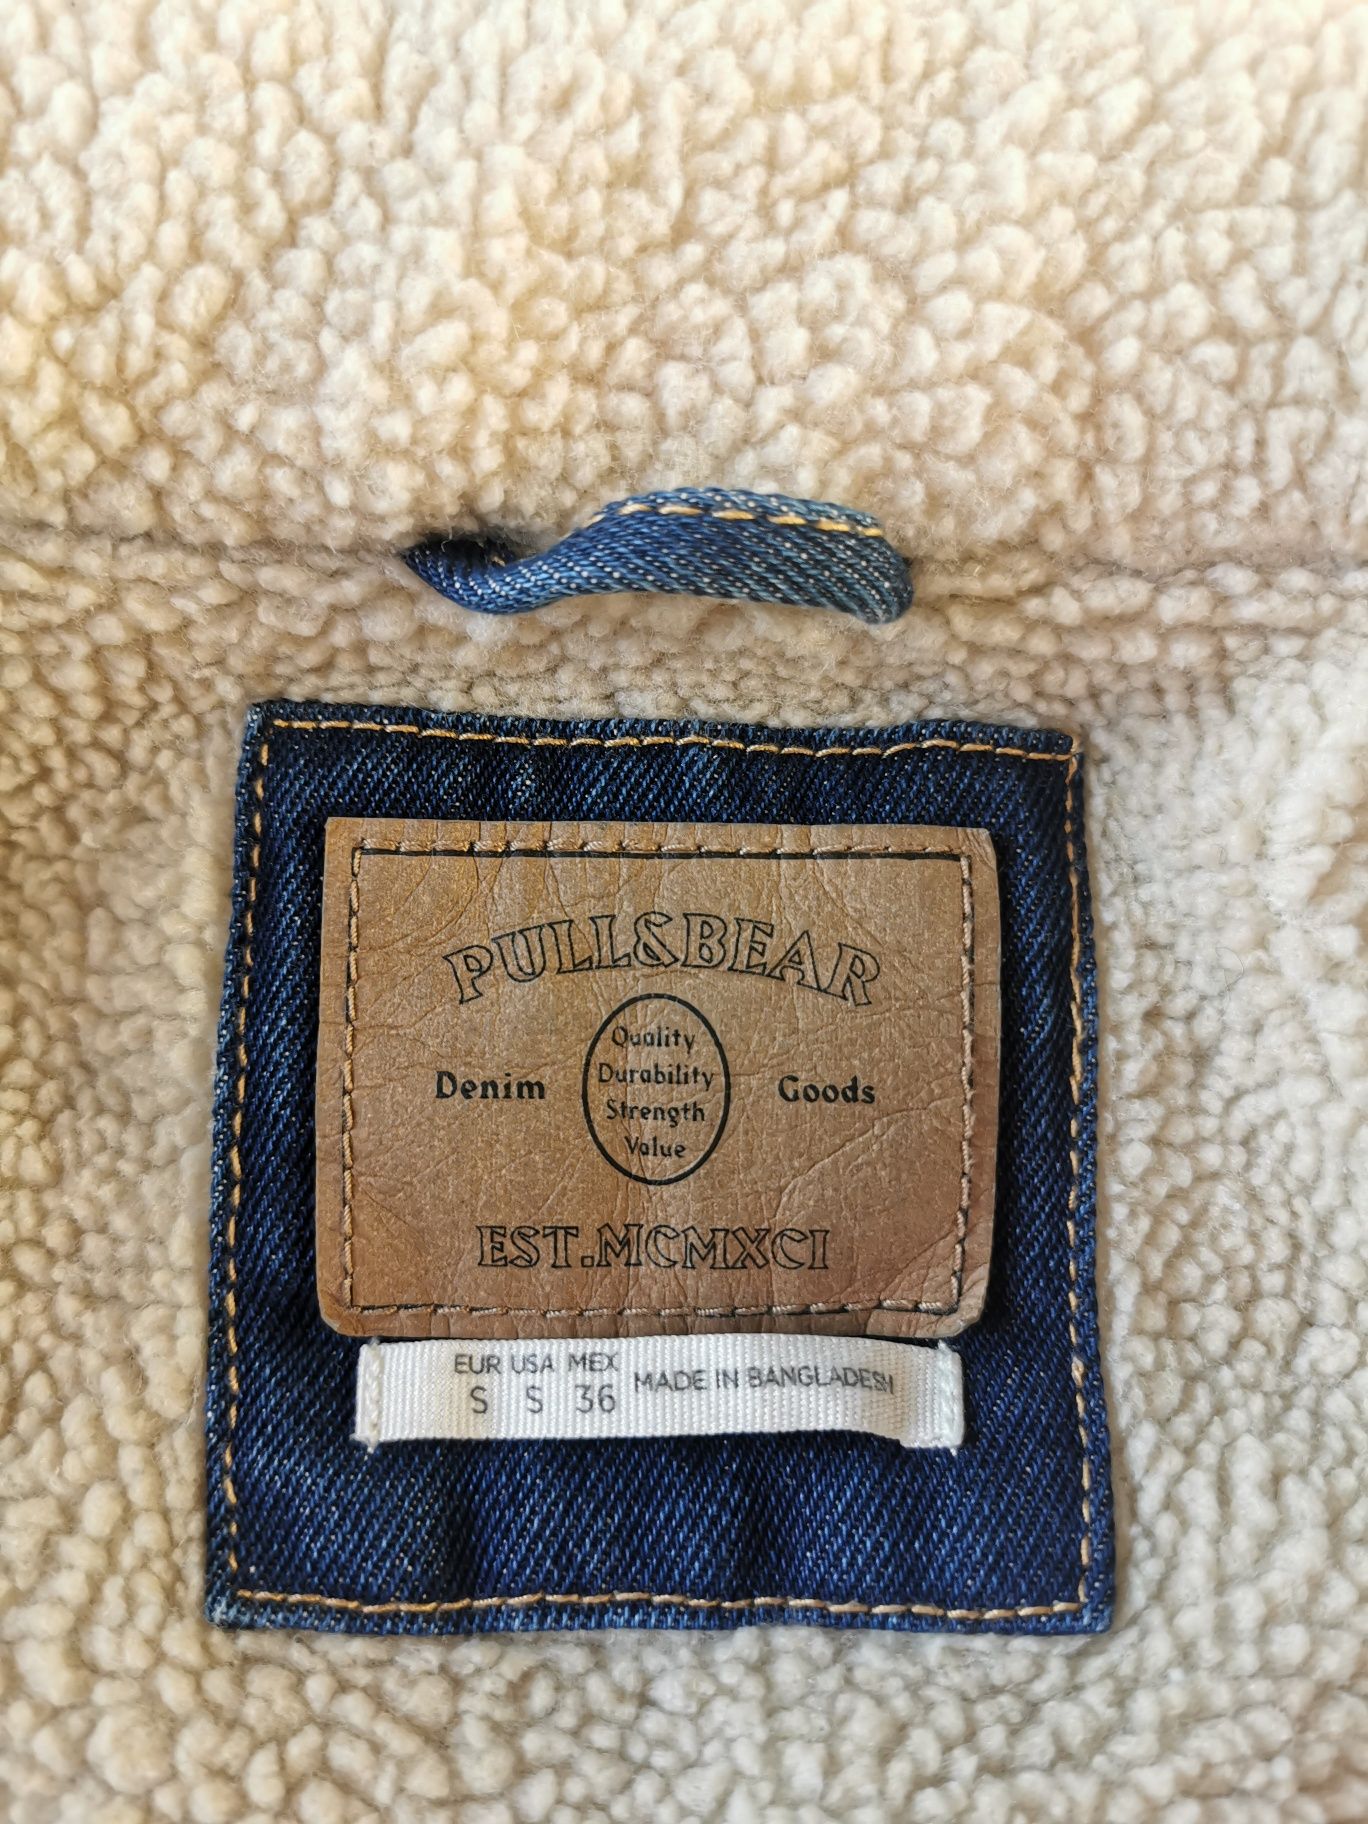 PULL&BEAR
Denim
Quality
Durability
Strength
Value
Goods
EST.MCMXCI
EUR USA MEX
S S 36
MADE IN BANGLADESH